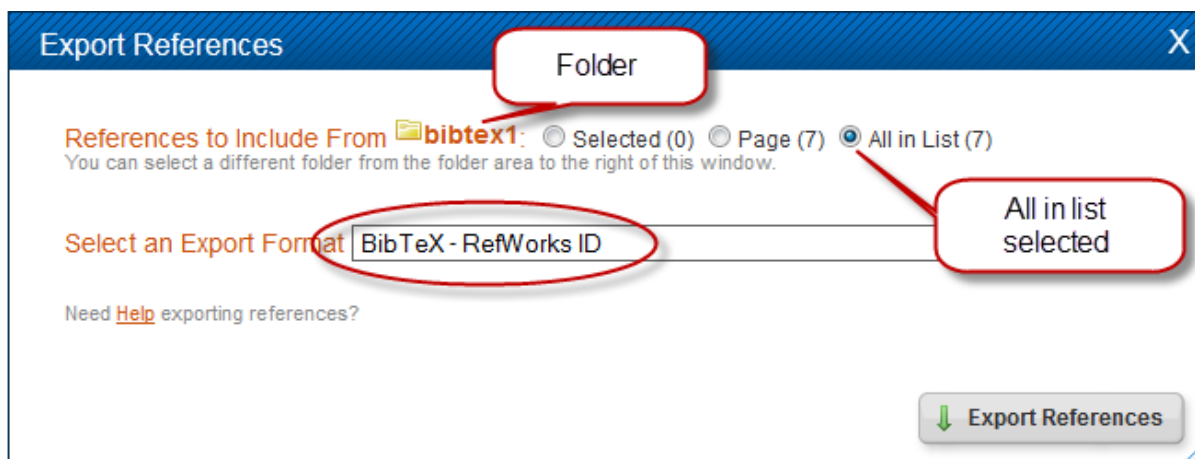 Export References X
Folder
References to Include From bibtex1: Selected (0) Page (7) All in List (7)
You can select a different folder from the folder area to the right of this window.
All in list
selected
Select an Export Format BibTeX - RefWorks ID
Need Help exporting references?
Export References